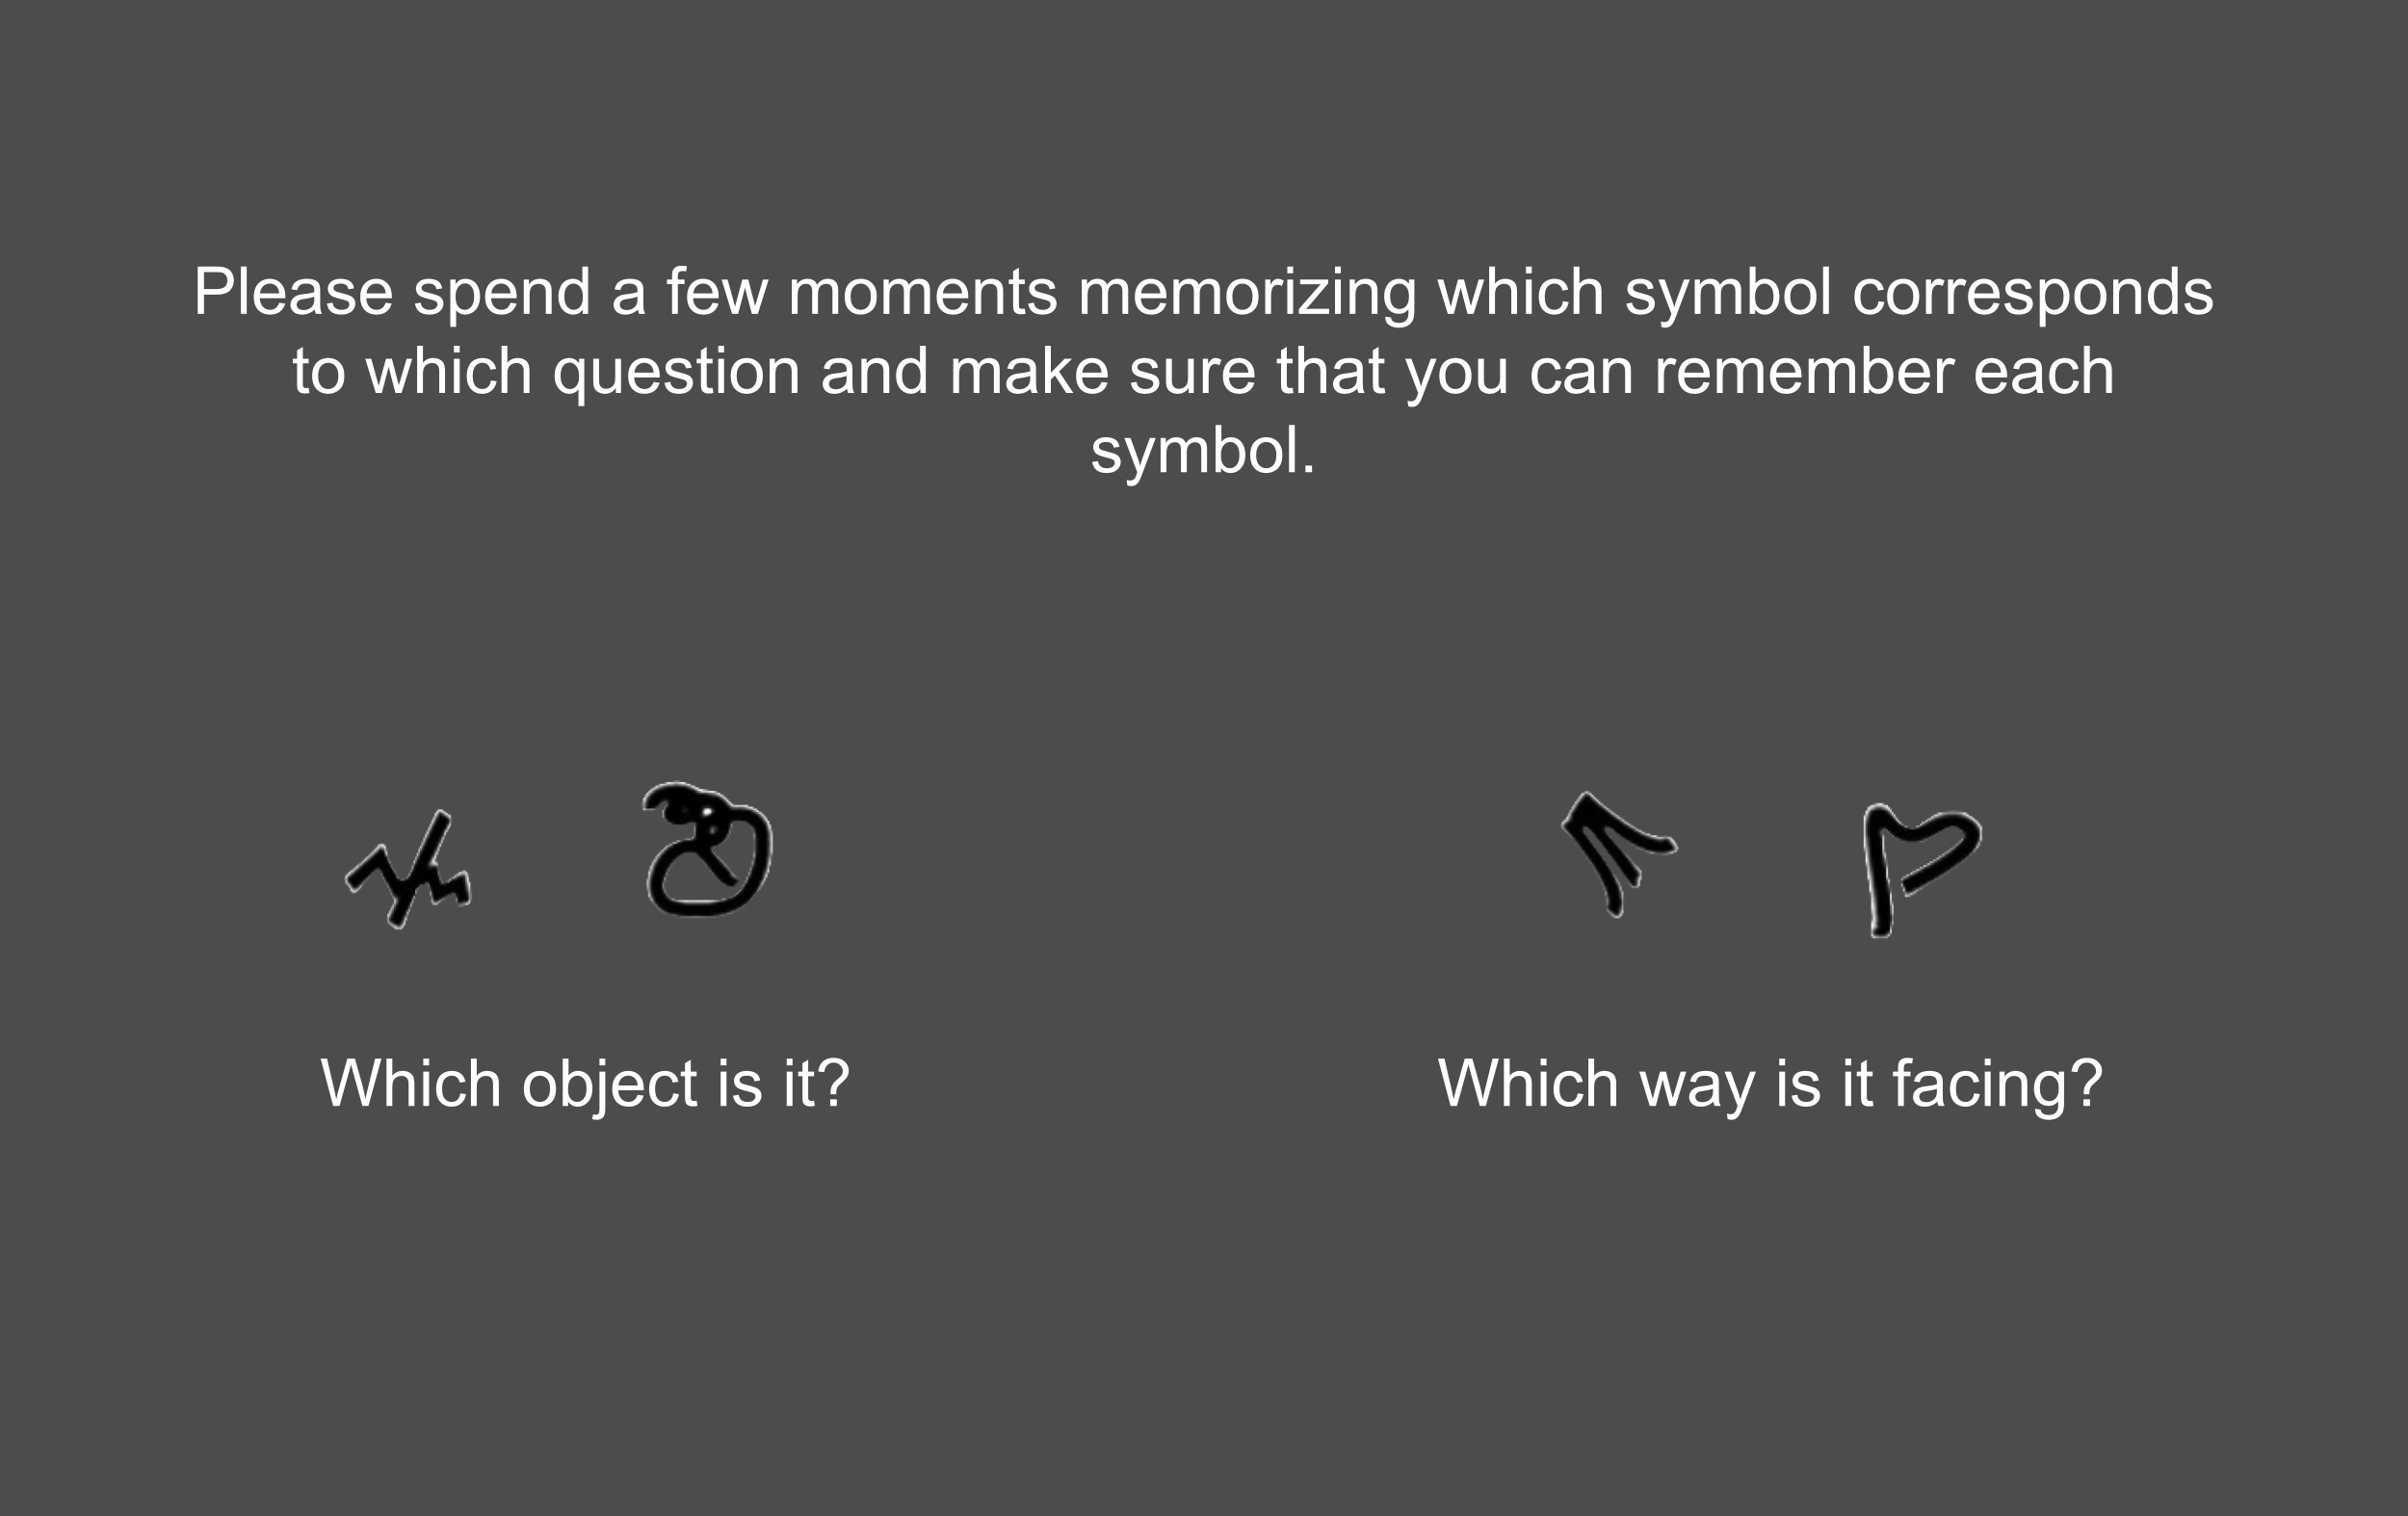 Please spend a few moments memorizing which symbol corresponds
to which question and make sure that you can remember each
symbol.
Which object is it?
Which way is it facing?